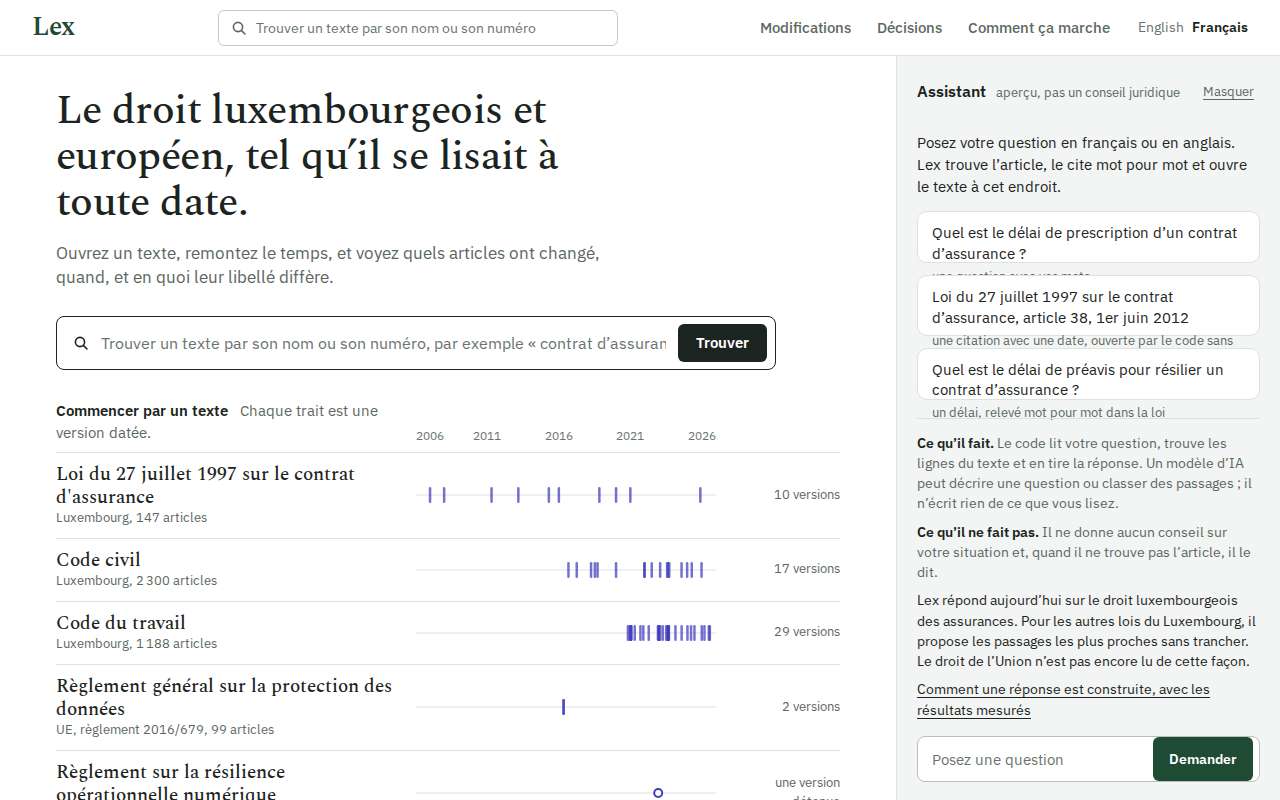 Lex
Trouver un texte par son nom ou son numéro
Modifications
Décisions
Comment ça marche
English Français
Le droit luxembourgeois et
européen, tel qu’il se lisait à
toute date.
Ouvrez un texte, remontez le temps, et voyez quels articles ont changé,
quand, et en quoi leur libellé diffère.
Trouver un texte par son nom ou son numéro, par exemple « contrat d’assuran
Trouver
Commencer par un texte Chaque trait est une
version datée.
2006 2011 2016 2021 2026
Loi du 27 juillet 1997 sur le contrat
d'assurance
Luxembourg, 147 articles
10 versions
Code civil
Luxembourg, 2 300 articles
17 versions
Code du travail
Luxembourg, 1 188 articles
29 versions
Règlement général sur la protection des
données
UE, règlement 2016/679, 99 articles
2 versions
Règlement sur la résilience
opérationnelle numérique
une version
Assistant aperçu, pas un conseil juridique
Masquer
Posez votre question en français ou en anglais.
Lex trouve l’article, le cite mot pour mot et ouvre
le texte à cet endroit.
Quel est le délai de prescription d’un contrat
d’assurance ?
Loi du 27 juillet 1997 sur le contrat
d’assurance, article 38, 1er juin 2012
une citation avec une date, ouverte par le code sans
Quel est le délai de préavis pour résilier un
contrat d’assurance ?
un délai, relevé mot pour mot dans la loi
Ce qu’il fait. Le code lit votre question, trouve les
lignes du texte et en tire la réponse. Un modèle d’IA
peut décrire une question ou classer des passages ; il
n’écrit rien de ce que vous lisez.
Ce qu’il ne fait pas. Il ne donne aucun conseil sur
votre situation et, quand il ne trouve pas l’article, il le
dit.
Lex répond aujourd’hui sur le droit luxembourgeois
des assurances. Pour les autres lois du Luxembourg, il
propose les passages les plus proches sans trancher.
Le droit de l’Union n’est pas encore lu de cette façon.
Comment une réponse est construite, avec les
résultats mesurés
Posez une question
Demander